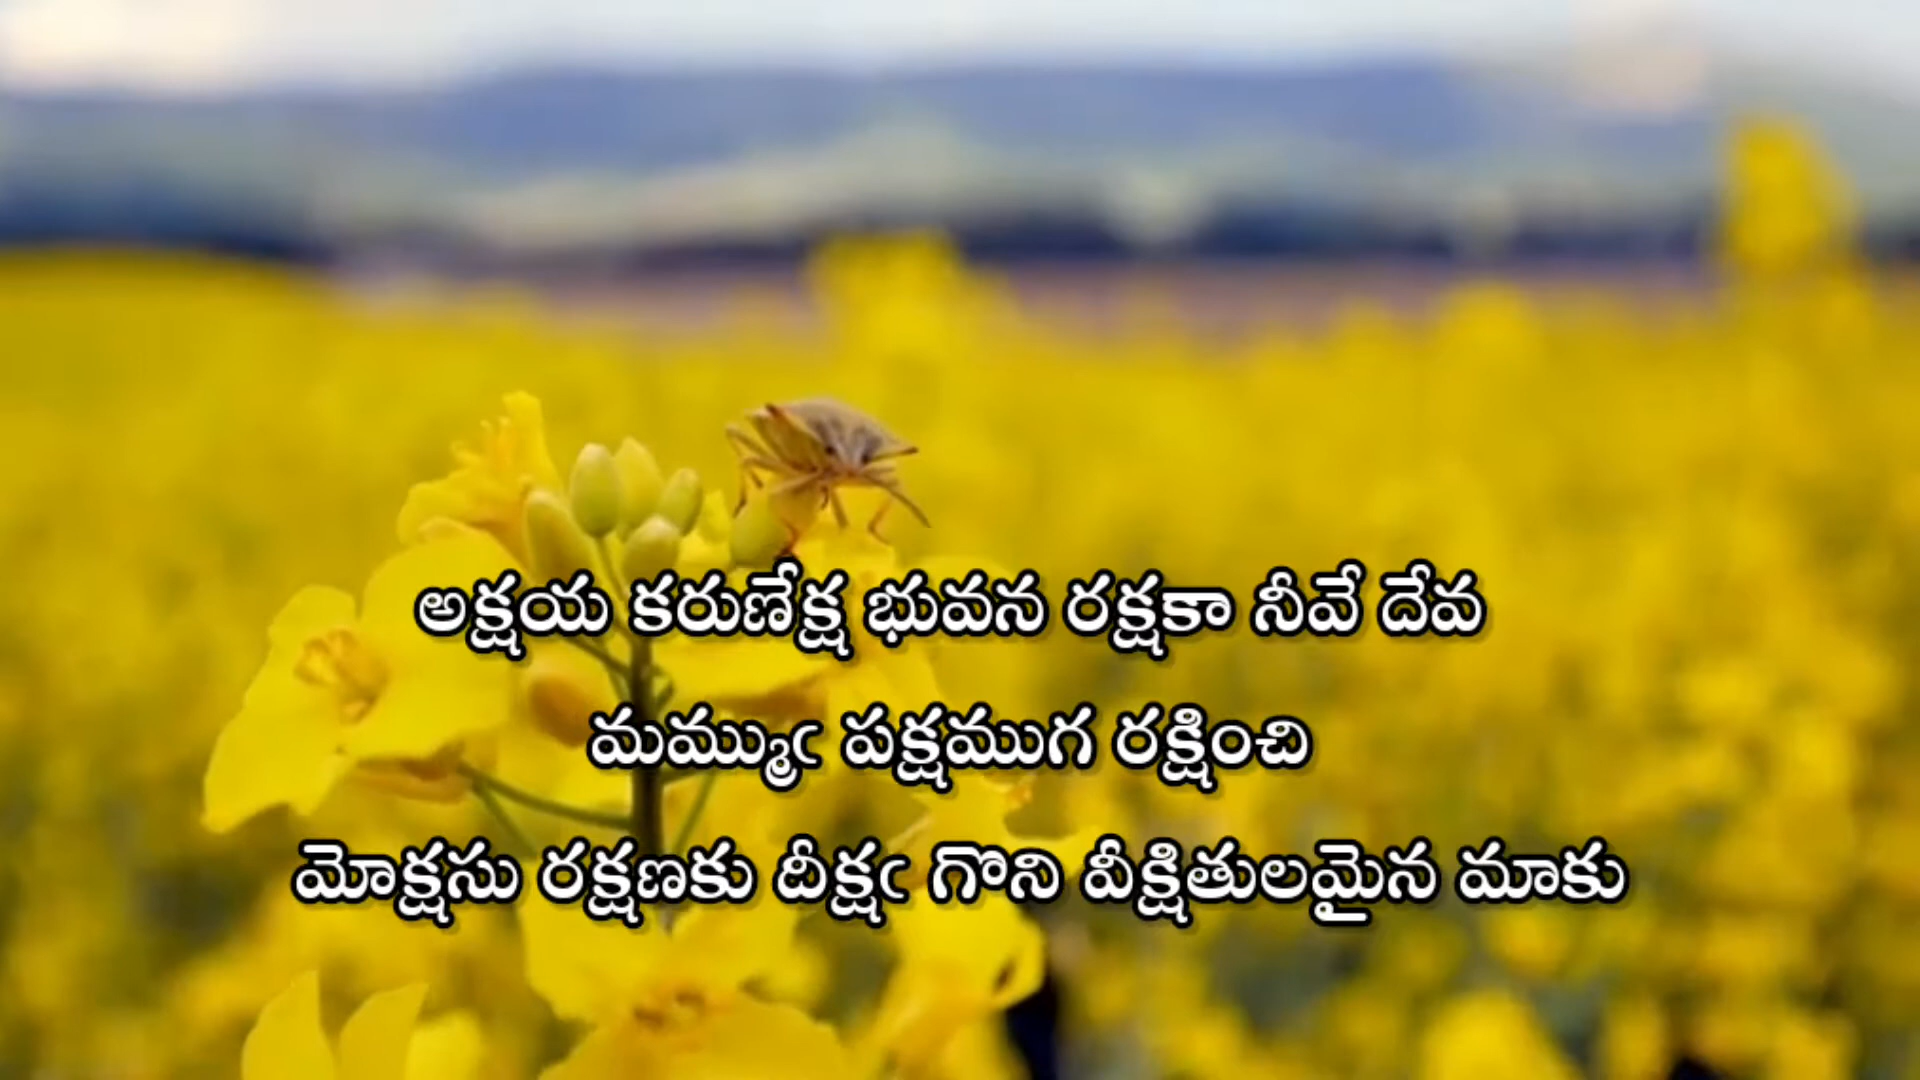 అక్షయ కరుణేక్ష భువన రక్షకా నీవే దేవ
మమ్ముఁ పక్షముగ రక్షించి
మోక్షసు రక్షణకు దీక్షఁ గొని వీక్షితులమైన మాకు